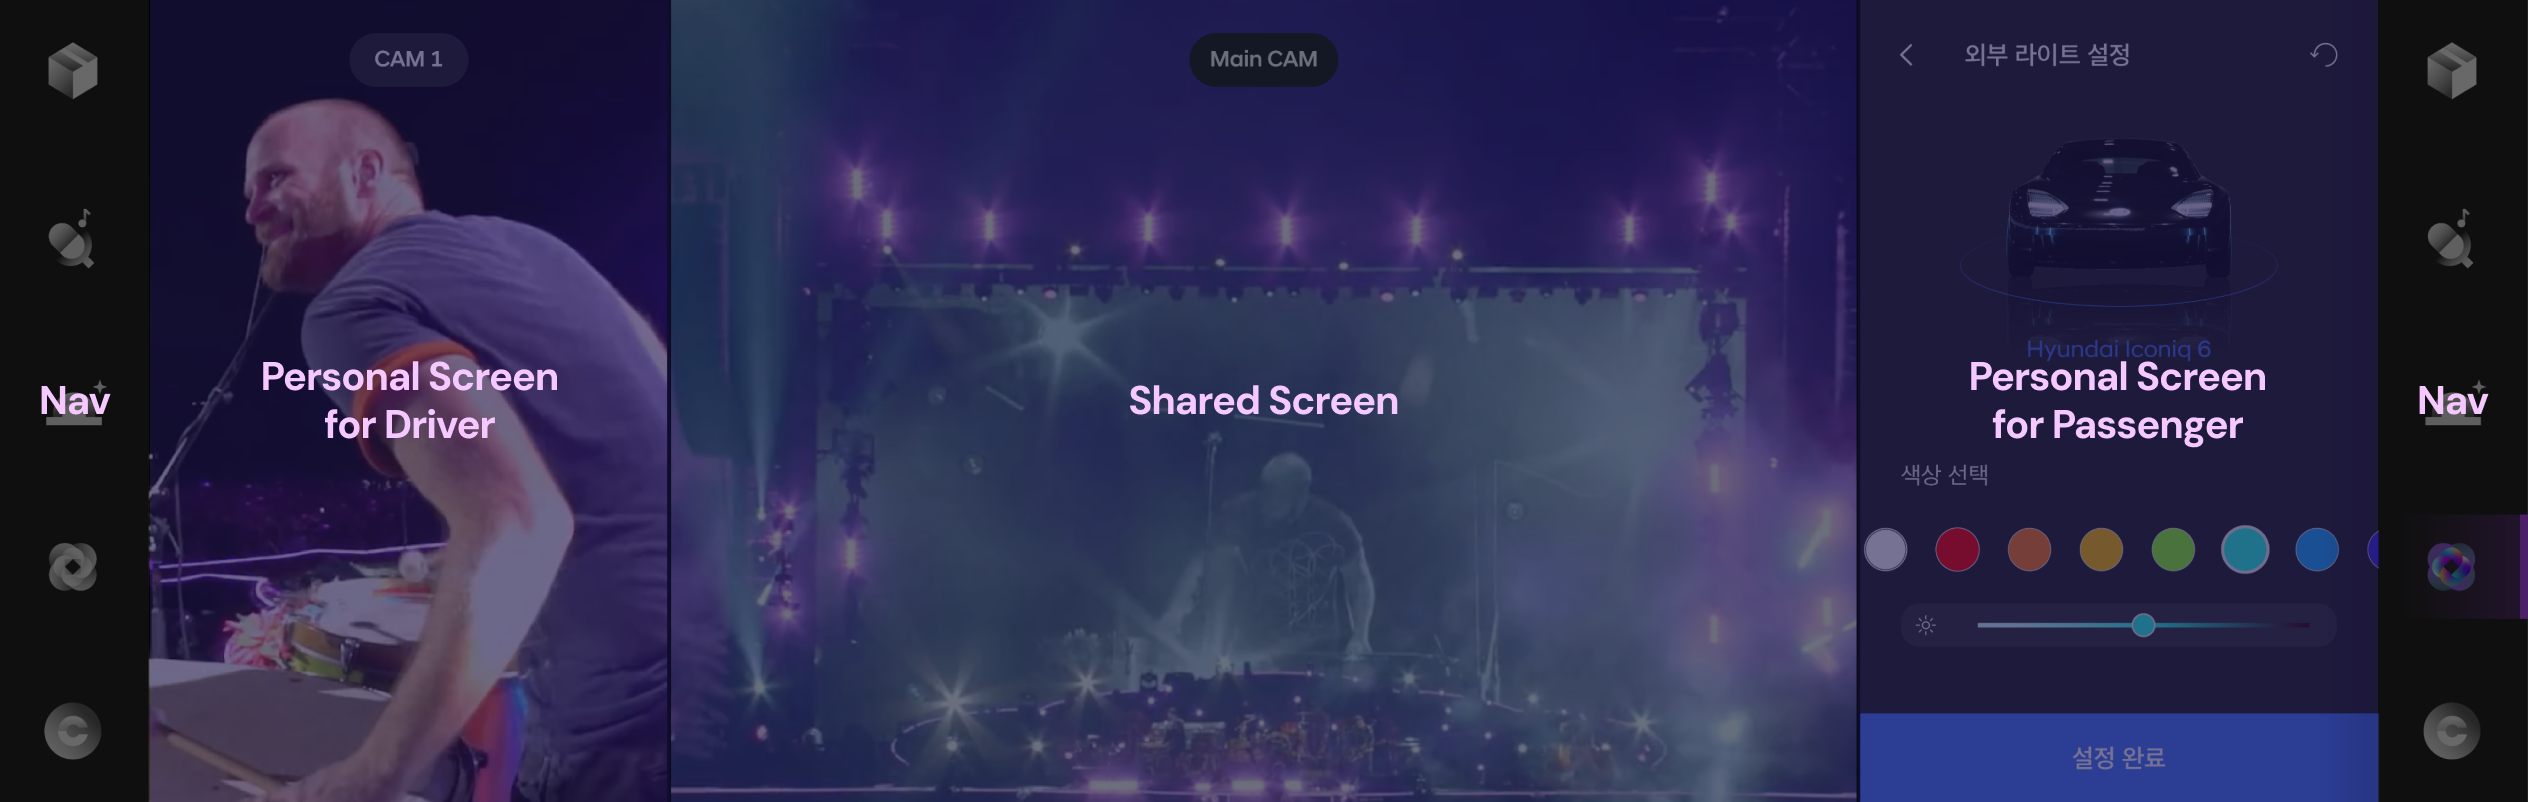 CAM 1
Personal Screen
for Driver
Nav
Main CAM
Shared Screen
외부 라이트 설정
Hyundai Iconiq 6
Personal Screen
for Passenger
색상 선택
설정 완료
Nav